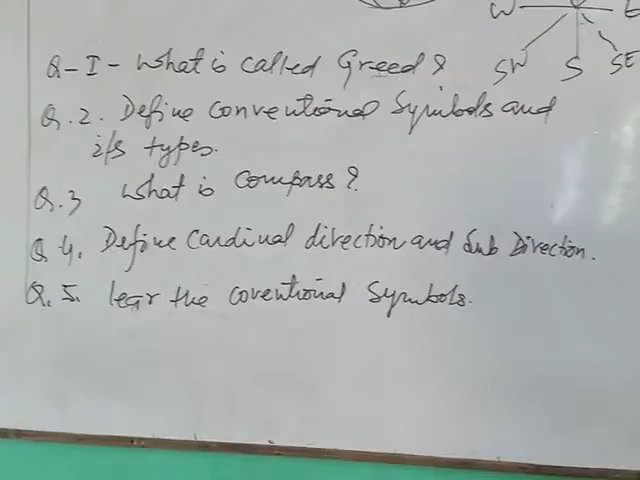 W E
SW S SE
Q-I- What is called Greed?
Q.2. Define Conventional Symbols and
its types.
Q.3 What is Compass?
Q4. Define Cardinal direction and Sub Direction.
Q.5. lear the coventional Symbols.